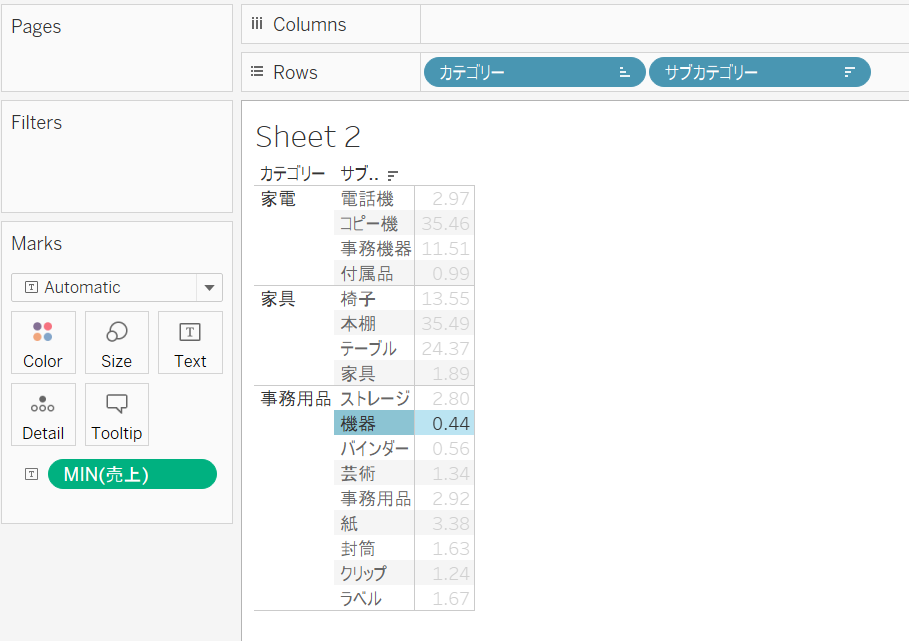 Pages
Columns
Rows カテゴリー サブカテゴリー
Filters
Marks
Automatic
Color Size Text
Detail Tooltip
MIN(売上)
Sheet 2
カテゴリー サブ..
家電 電話機 2.97
コピー機 35.46
事務機器 11.51
付属品 0.99
家具 椅子 13.55
本棚 35.49
テーブル 24.37
家具 1.89
事務用品 ストレージ 2.80
機器 0.44
バインダー 0.56
芸術 1.34
事務用品 2.92
紙 3.38
封筒 1.63
クリップ 1.24
ラベル 1.67